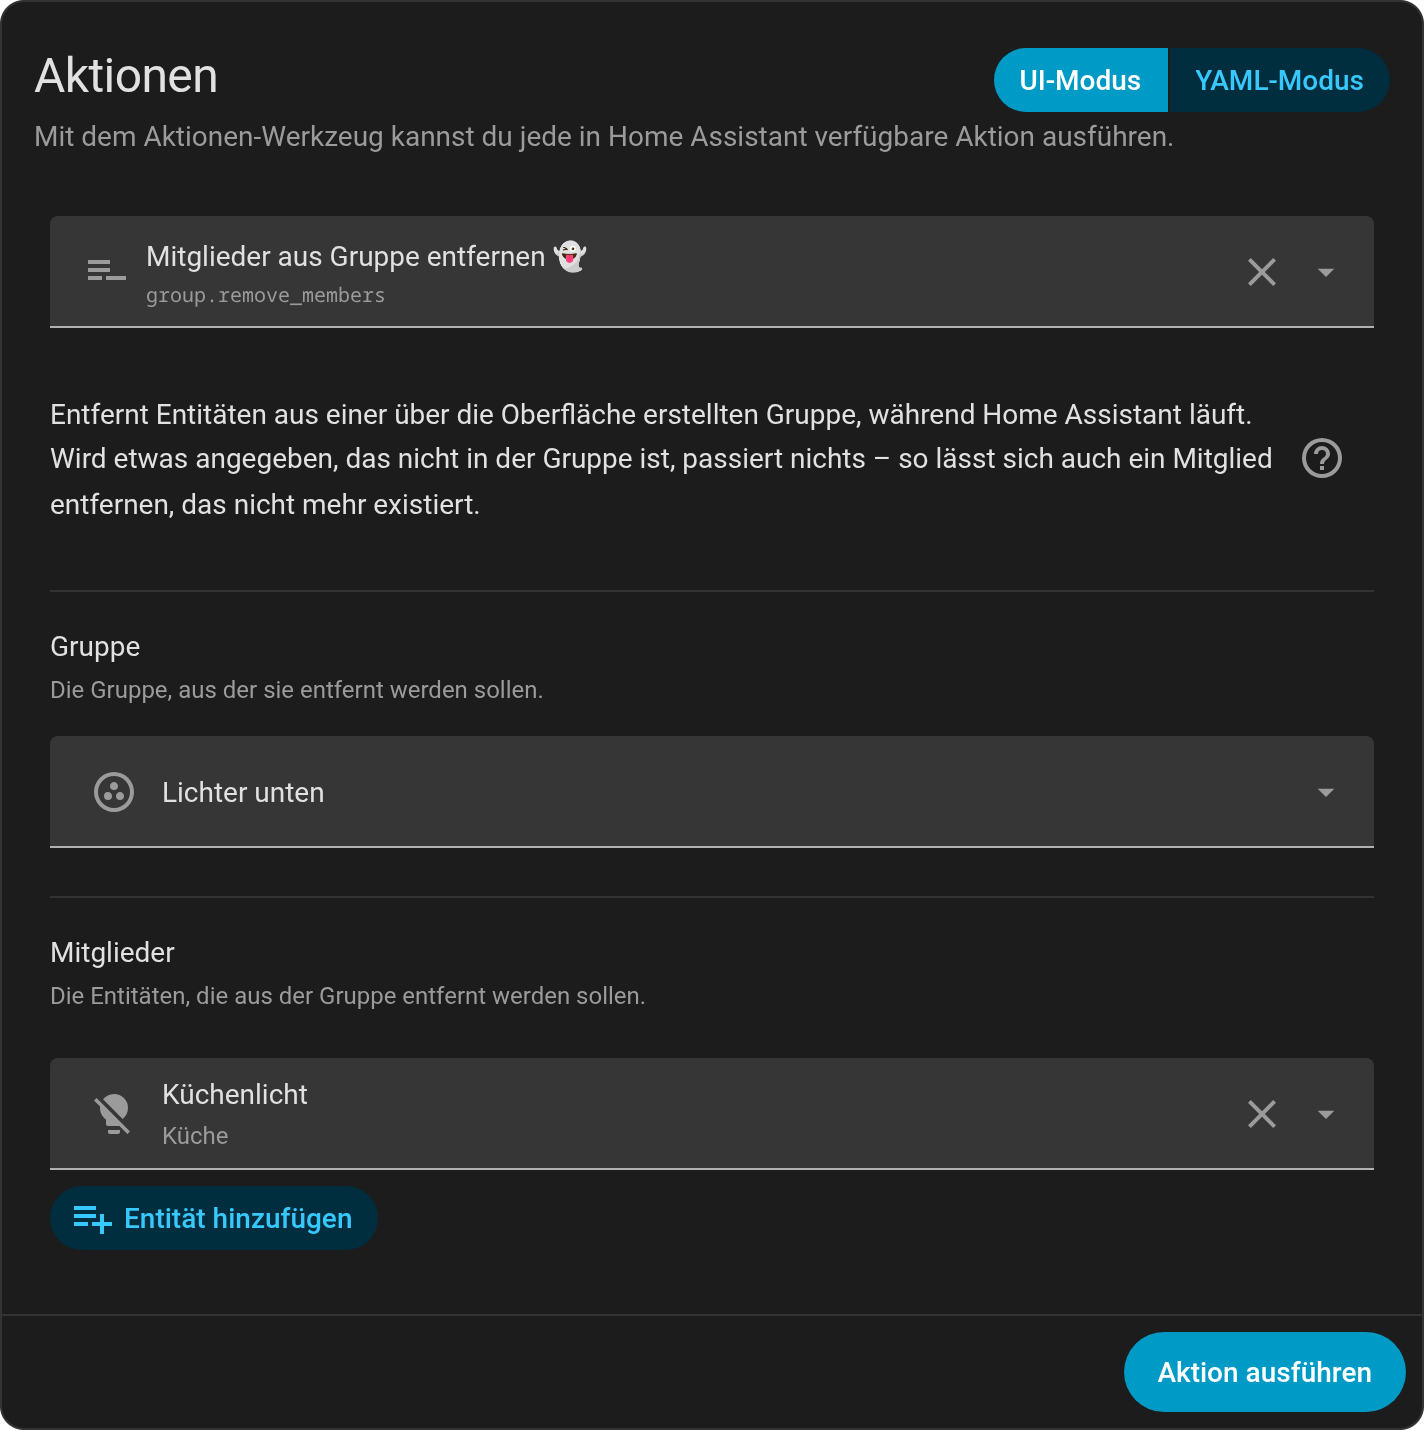 Aktionen
UI-Modus
YAML-Modus
Mit dem Aktionen-Werkzeug kannst du jede in Home Assistant verfügbare Aktion ausführen.
Mitglieder aus Gruppe entfernen 👻
group.remove_members
Entfernt Entitäten aus einer über die Oberfläche erstellten Gruppe, während Home Assistant läuft.
Wird etwas angegeben, das nicht in der Gruppe ist, passiert nichts – so lässt sich auch ein Mitglied
entfernen, das nicht mehr existiert.
Gruppe
Die Gruppe, aus der sie entfernt werden sollen.
Lichter unten
Mitglieder
Die Entitäten, die aus der Gruppe entfernt werden sollen.
Küchenlicht
Küche
Entität hinzufügen
Aktion ausführen